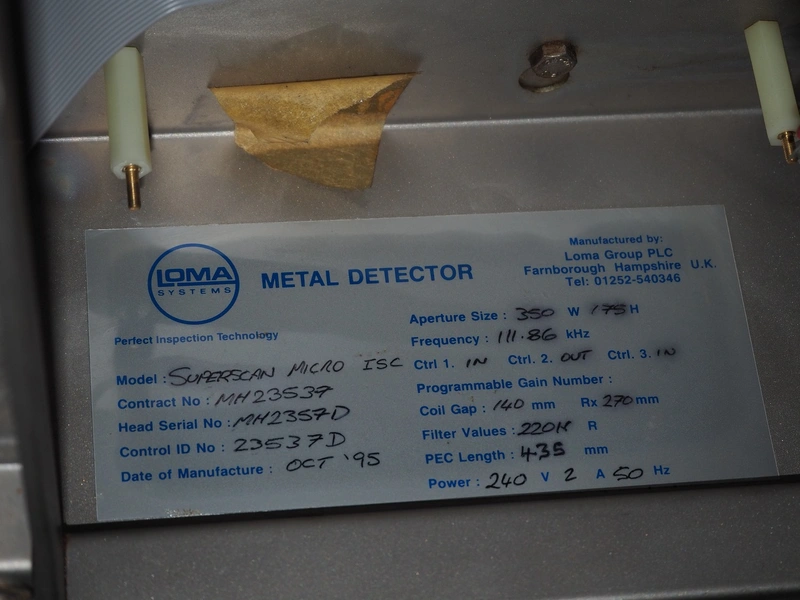 LOMA
SYSTEMS
METAL DETECTOR
Perfect Inspection Technology
Manufactured by:
Loma Group PLC
Farnborough Hampshire U.K.
Tel: 01252-540346
Model : SUPERSCAN MICRO ISC
Contract No : MH23539
Head Serial No : MH2357D
Control ID No : 23537D
Date of Manufacture : OCT '95
Aperture Size : 350 W 175 H
Frequency : 111.86 kHz
Ctrl 1. IN Ctrl. 2. OUT Ctrl. 3. IN
Programmable Gain Number :
Coil Gap : 140 mm Rx 270 mm
Filter Values : 220K R
PEC Length : 435 mm
Power : 240 V 2 A 50 Hz